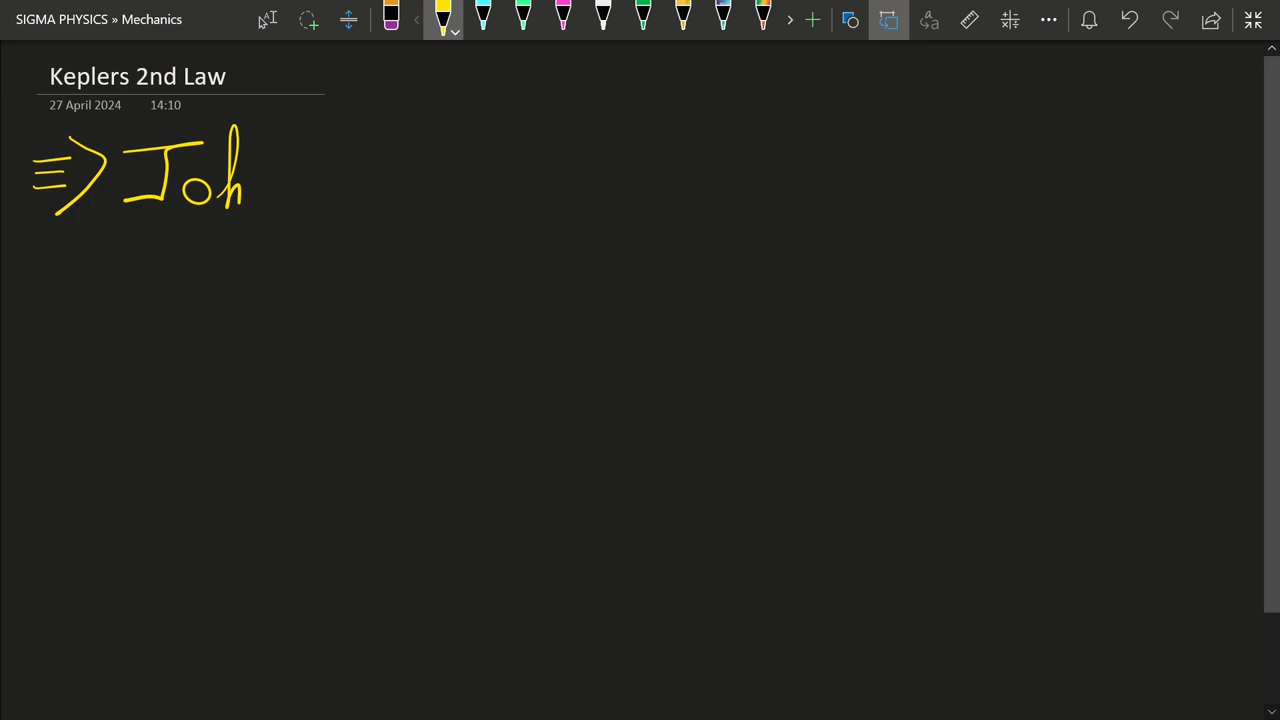 SIGMA PHYSICS » Mechanics
Keplers 2nd Law
27 April 2024 14:10
⇒ Joh